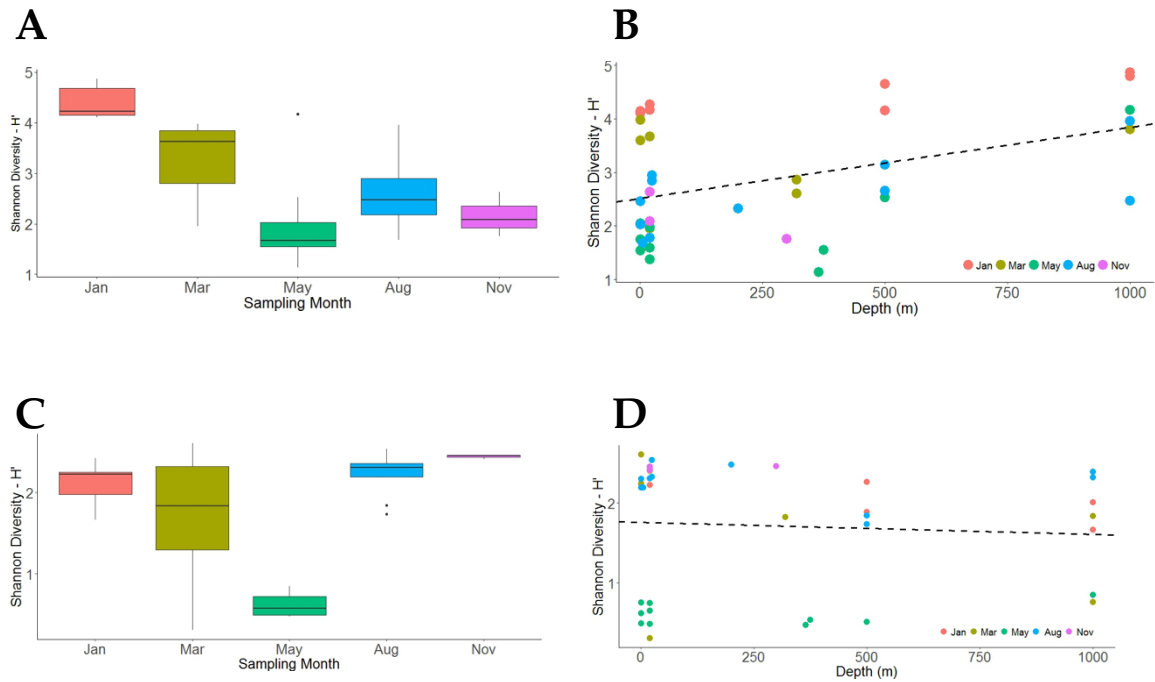 A
Shannon Diversity - H'
5
4
3
2
1
Jan
Mar
May
Aug
Nov
Sampling Month
B
Shannon Diversity - H'
5
4
3
2
1
Jan
Mar
May
Aug
Nov
0
250
500
750
1000
Depth (m)
C
Shannon Diversity - H'
2
1
Jan
Mar
May
Aug
Nov
Sampling Month
D
Shannon Diversity - H'
2
1
Jan
Mar
May
Aug
Nov
0
250
500
750
1000
Depth (m)